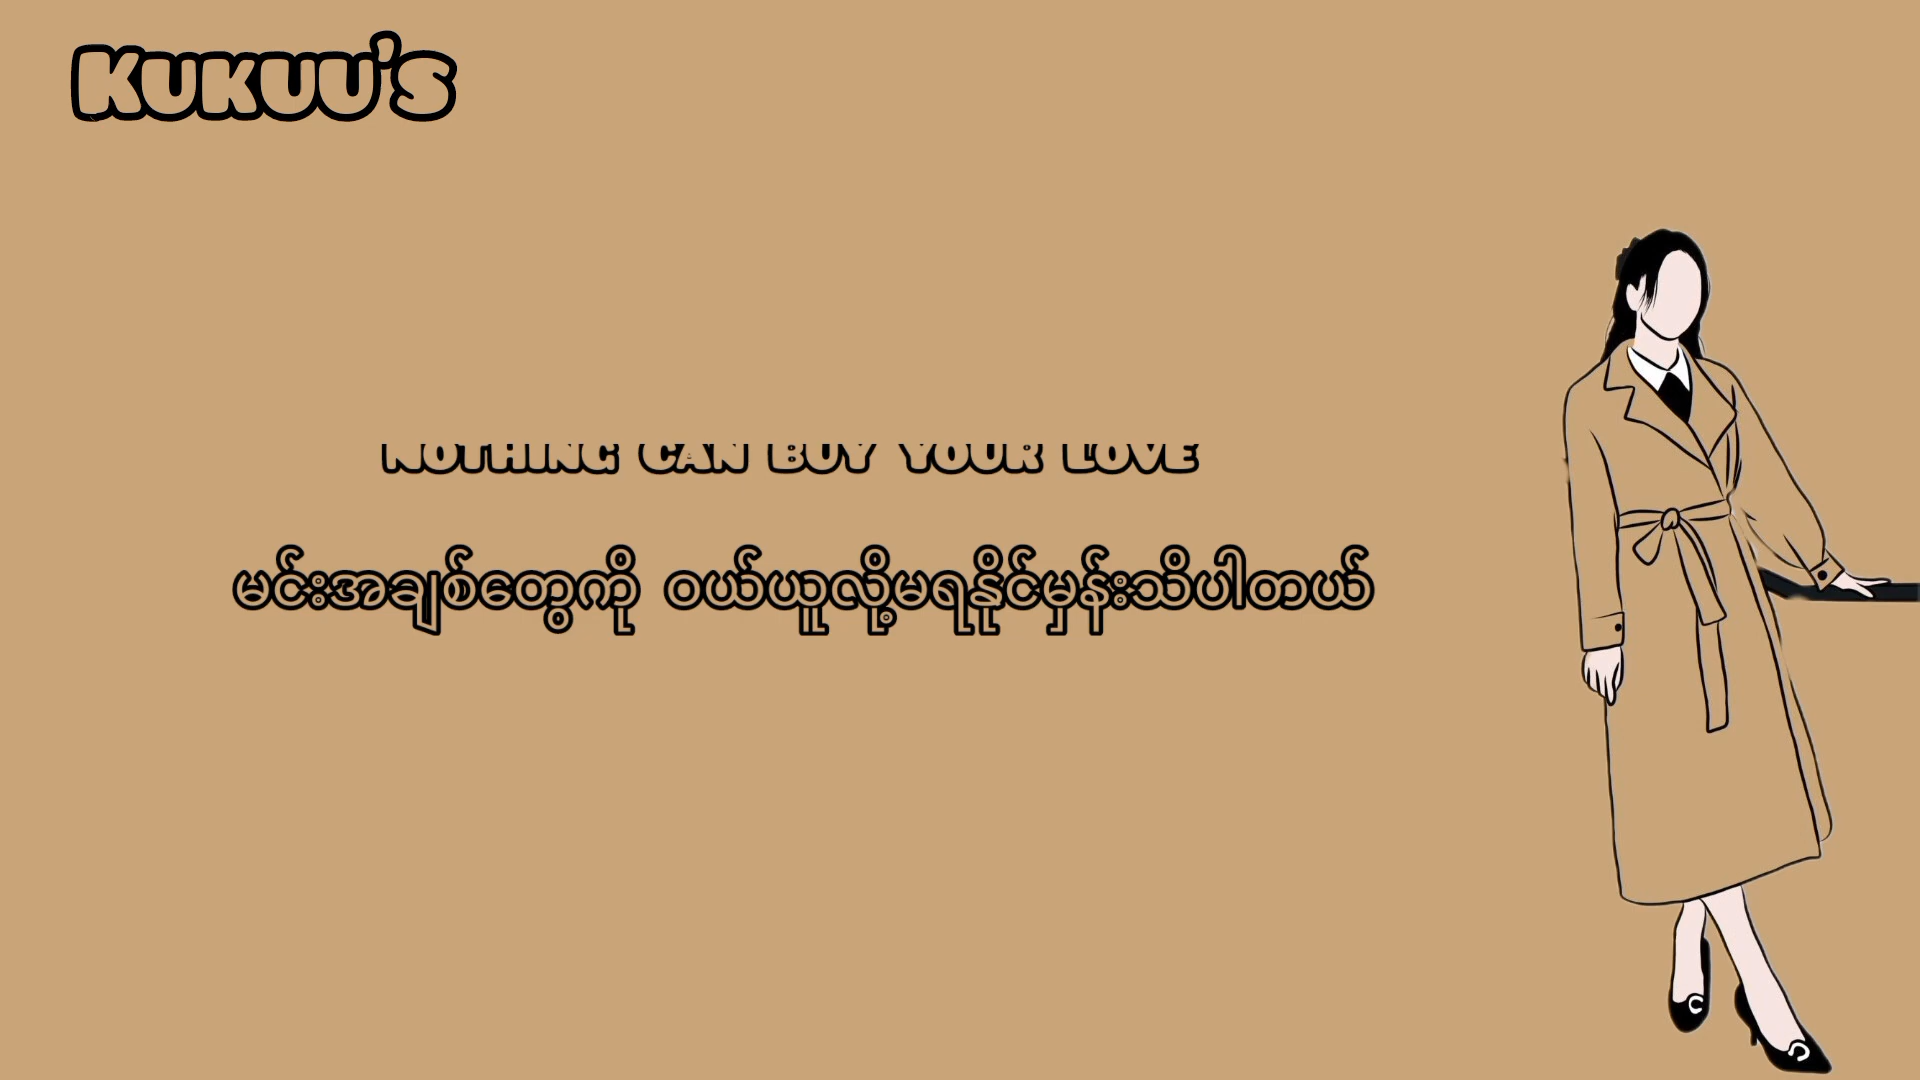 Kukuu's
NOTHING CAN BUY YOUR LOVE
မင်းအချစ်တွေကို ဝယ်ယူလို့မရနိုင်မှန်းသိပါတယ်